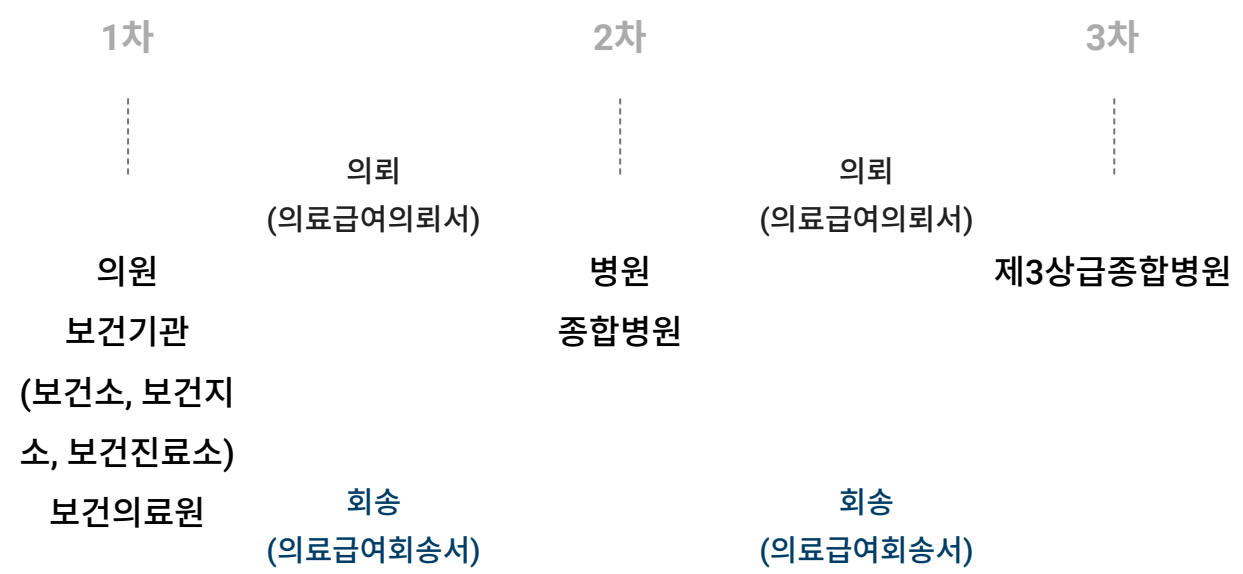 1차
2차
3차
의뢰
(의료급여의뢰서)
의뢰
(의료급여의뢰서)
의원
보건기관
(보건소, 보건지
소, 보건진료소)
보건의료원
병원
종합병원
제3상급종합병원
회송
(의료급여회송서)
회송
(의료급여회송서)